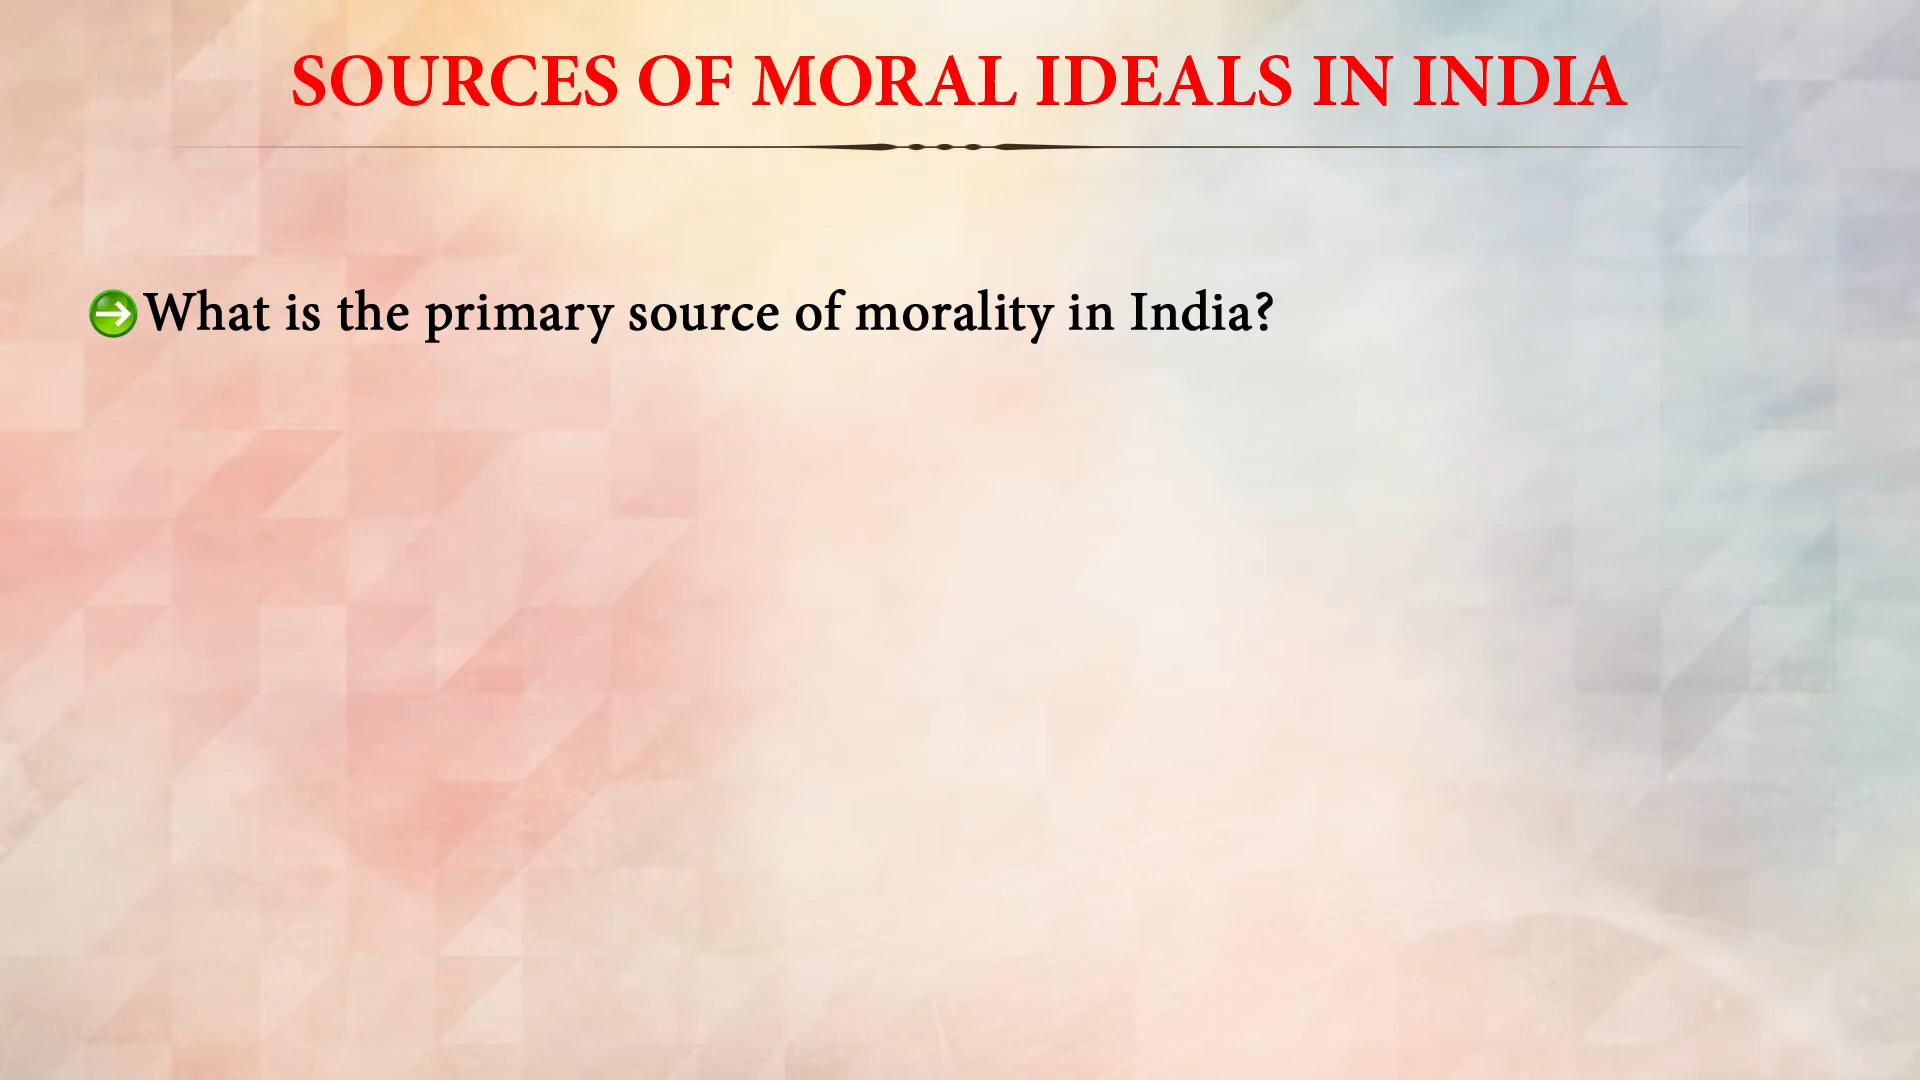 SOURCES OF MORAL IDEALS IN INDIA
What is the primary source of morality in India?